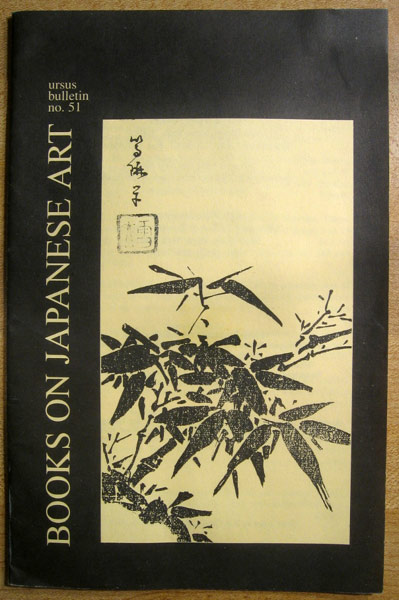 ursus
bulletin
no. 51
BOOKS ON JAPANESE ART